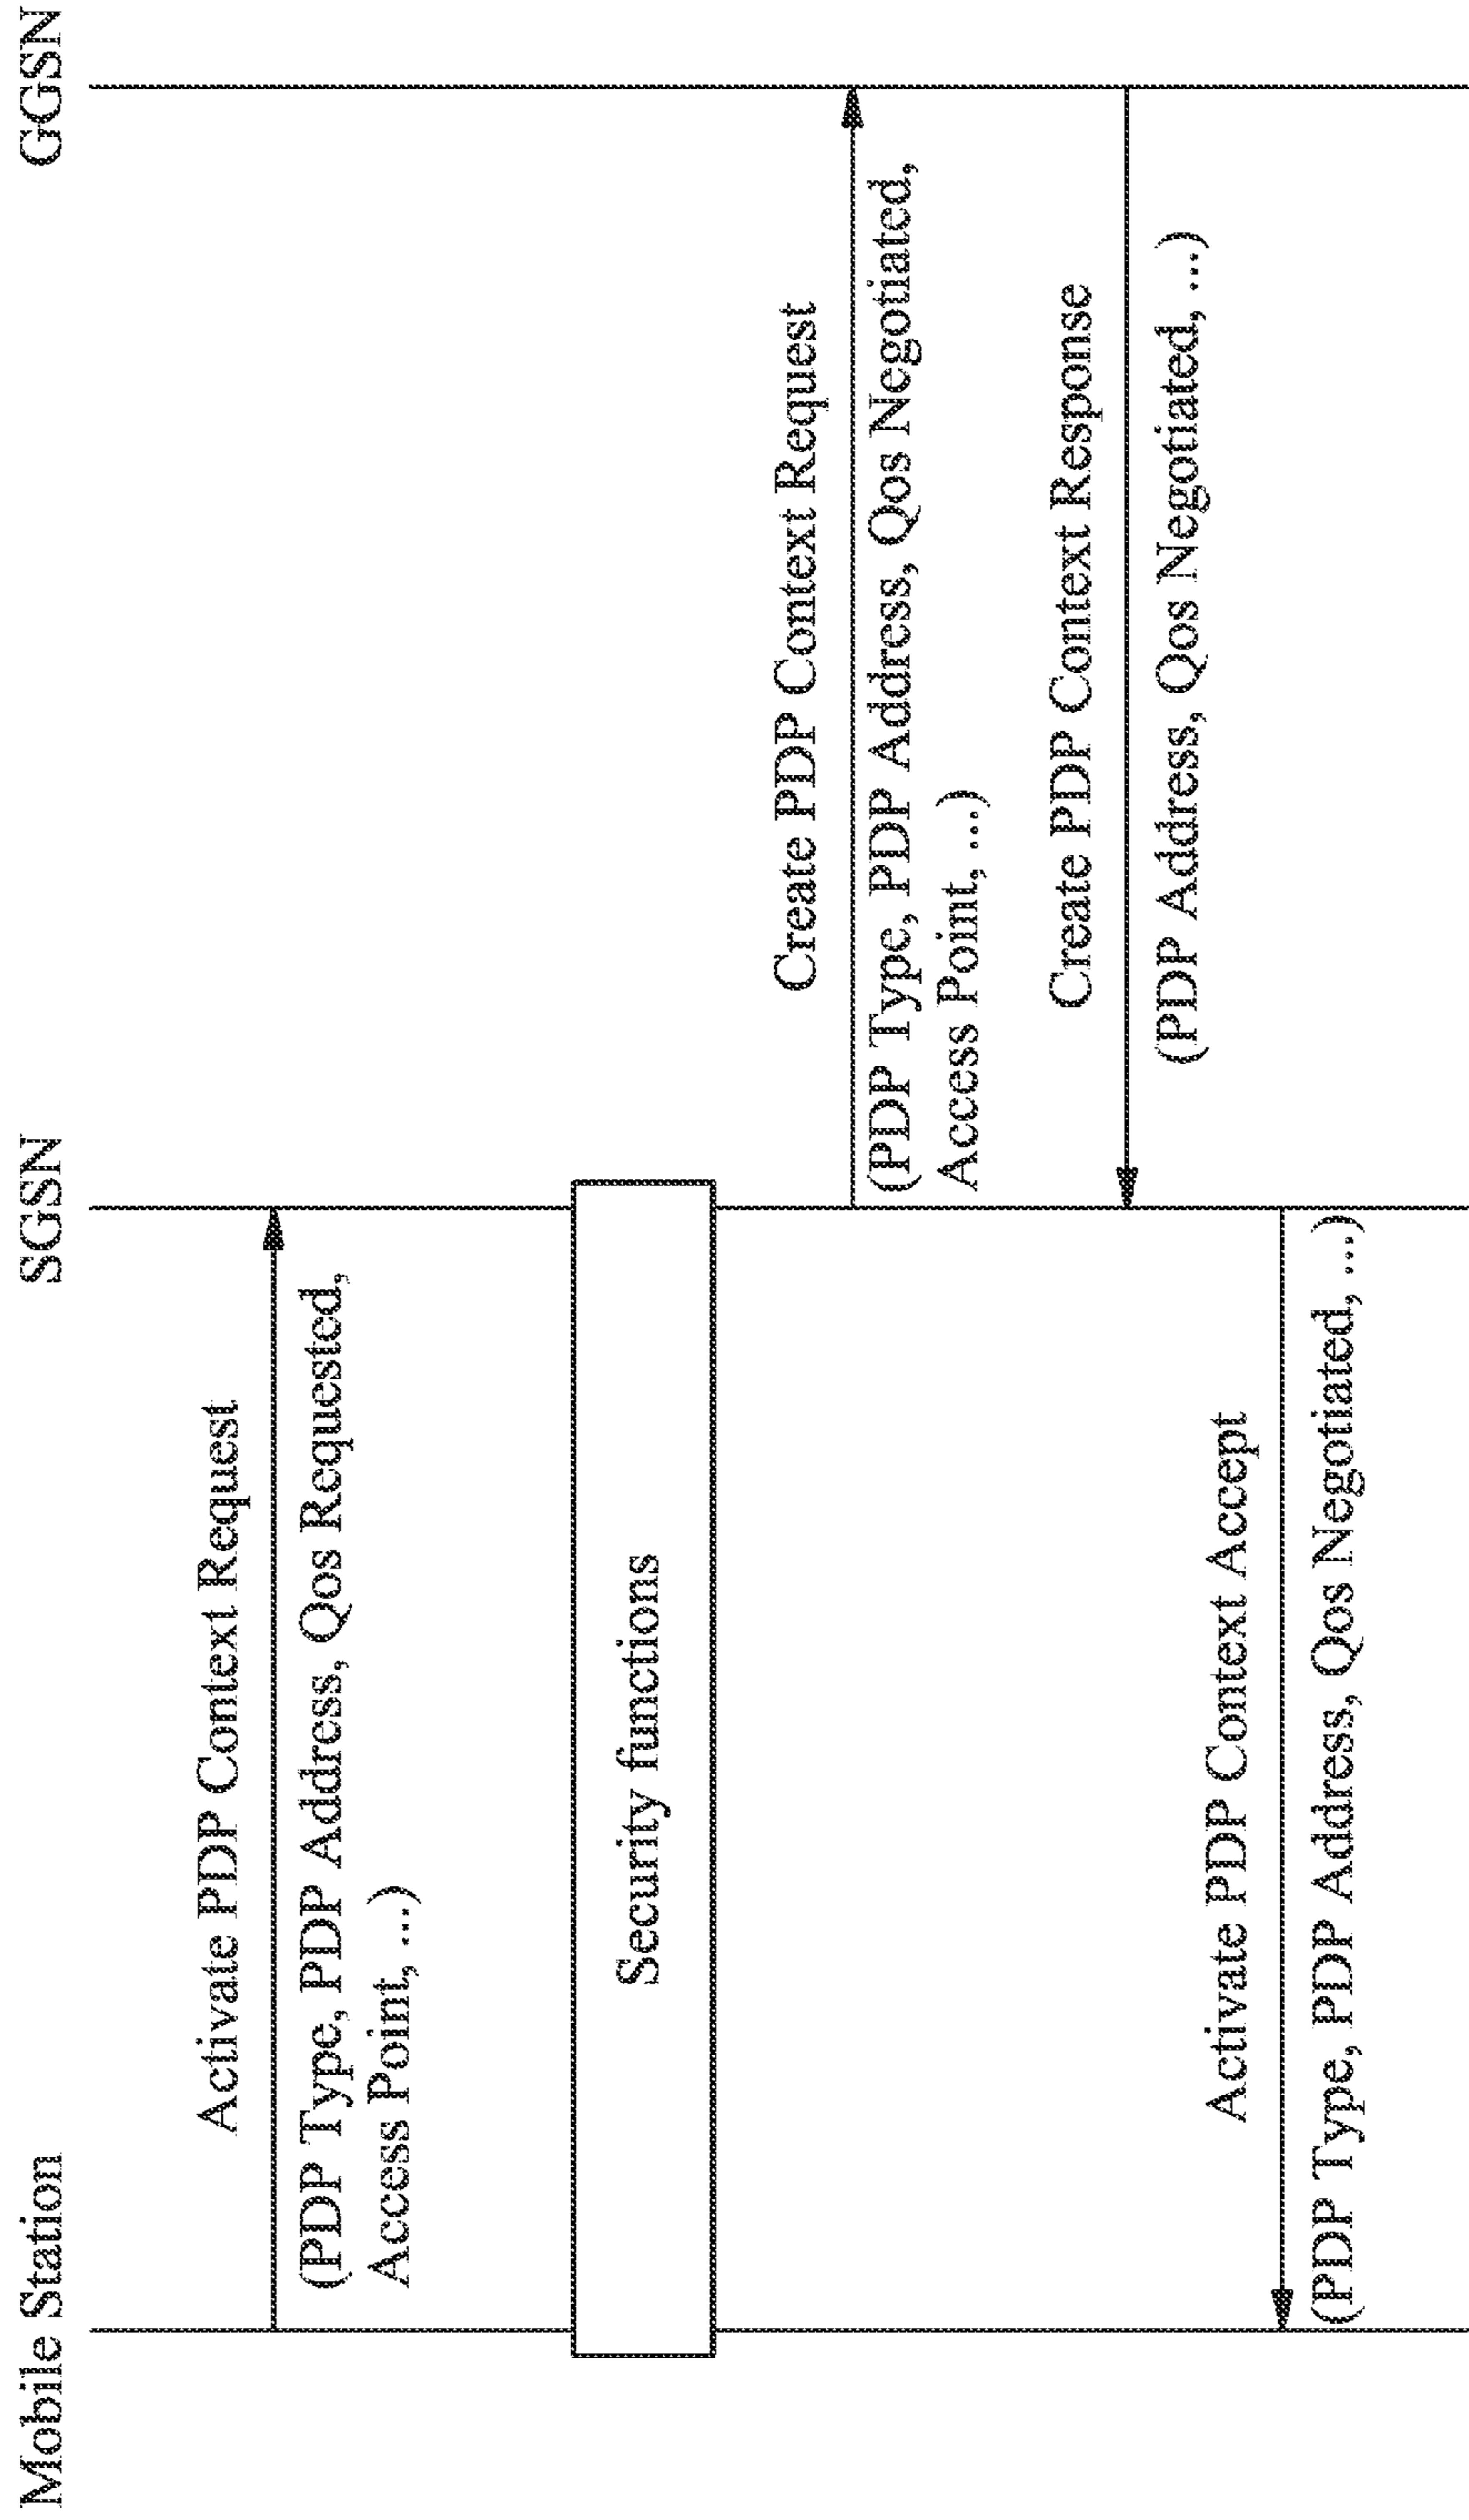 Mobile Station
SGSN
GGSN
Activate PDP Context Request
(PDP Type, PDP Address, Qos Requested,
Access Point, ...)
Security functions
Create PDP Context Request
(PDP Type, PDP Address, Qos Negotiated,
Access Point, ...)
Create PDP Context Response
(PDP Address, Qos Negotiated, ...)
Activate PDP Context Accept
(PDP Type, PDP Address, Qos Negotiated, ...)